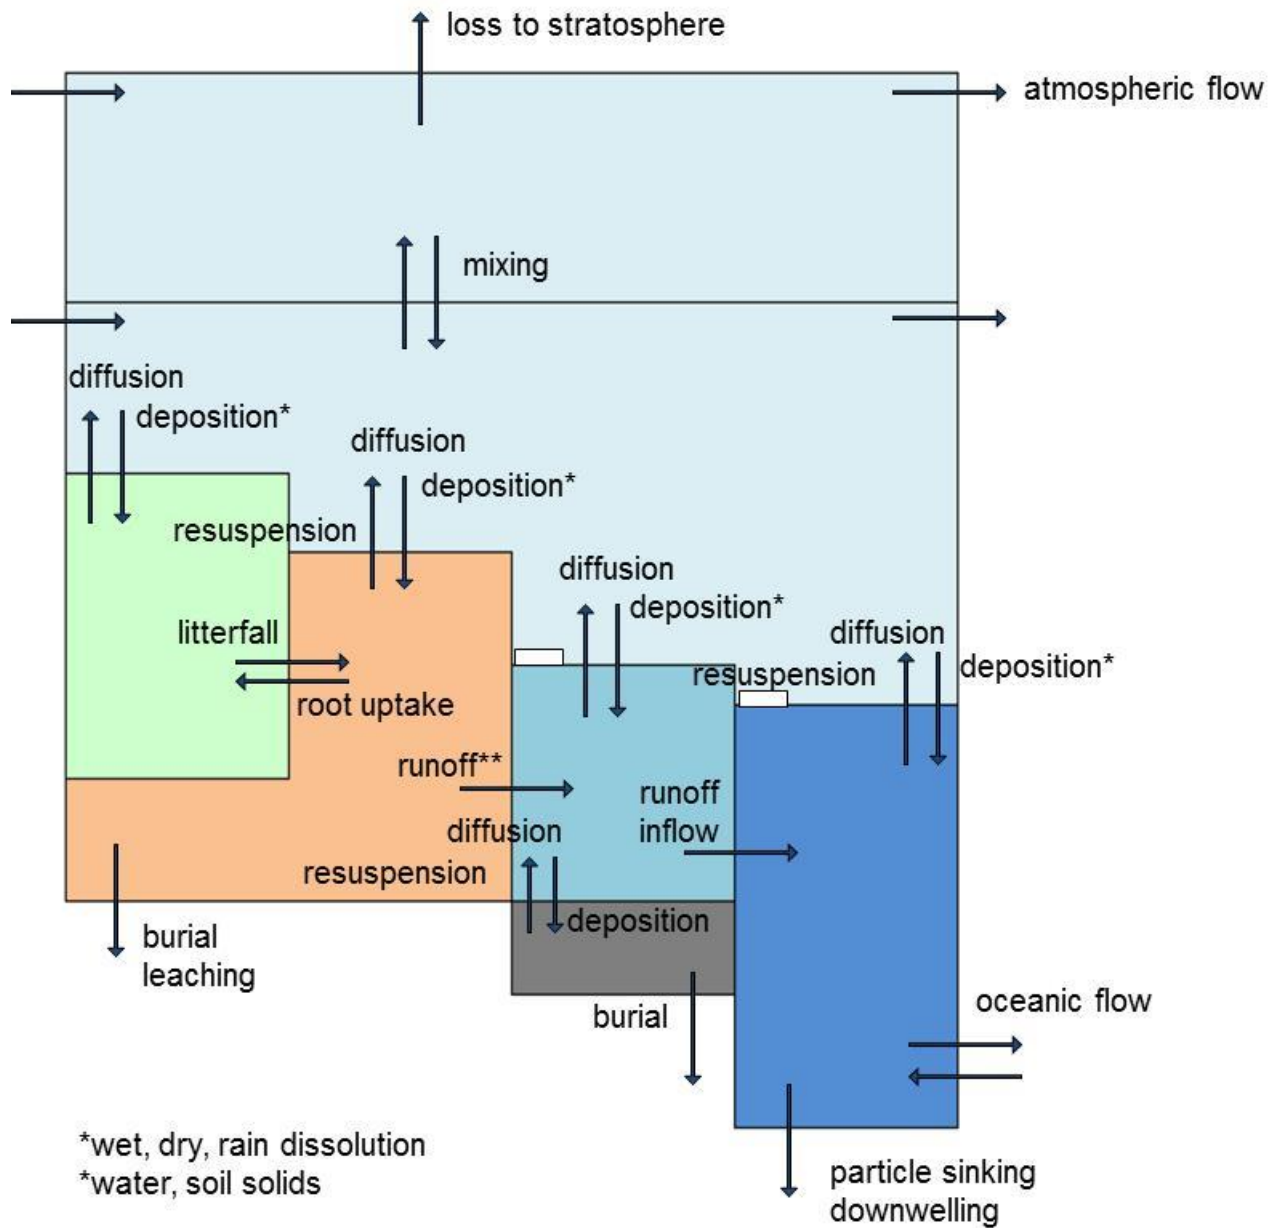 loss to stratosphere
atmospheric flow
mixing
diffusion
deposition*
diffusion
deposition*
resuspension
diffusion
deposition*
litterfall
diffusion
deposition*
resuspension
root uptake
runoff**
runoff
inflow
diffusion
resuspension
deposition
burial
leaching
burial
oceanic flow
*wet, dry, rain dissolution
*water, soil solids
particle sinking
downwelling